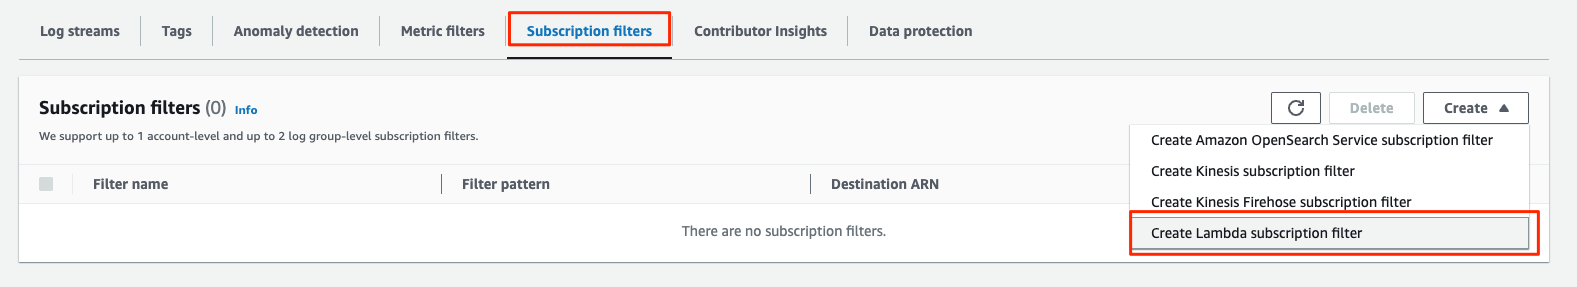 Log streams Tags Anomaly detection Metric filters Subscription filters Contributor Insights Data protection
Subscription filters (0) Info
Delete Create
We support up to 1 account-level and up to 2 log group-level subscription filters.
Create Amazon OpenSearch Service subscription filter
Create Kinesis subscription filter
Create Kinesis Firehose subscription filter
Create Lambda subscription filter
Filter name Filter pattern Destination ARN
There are no subscription filters.